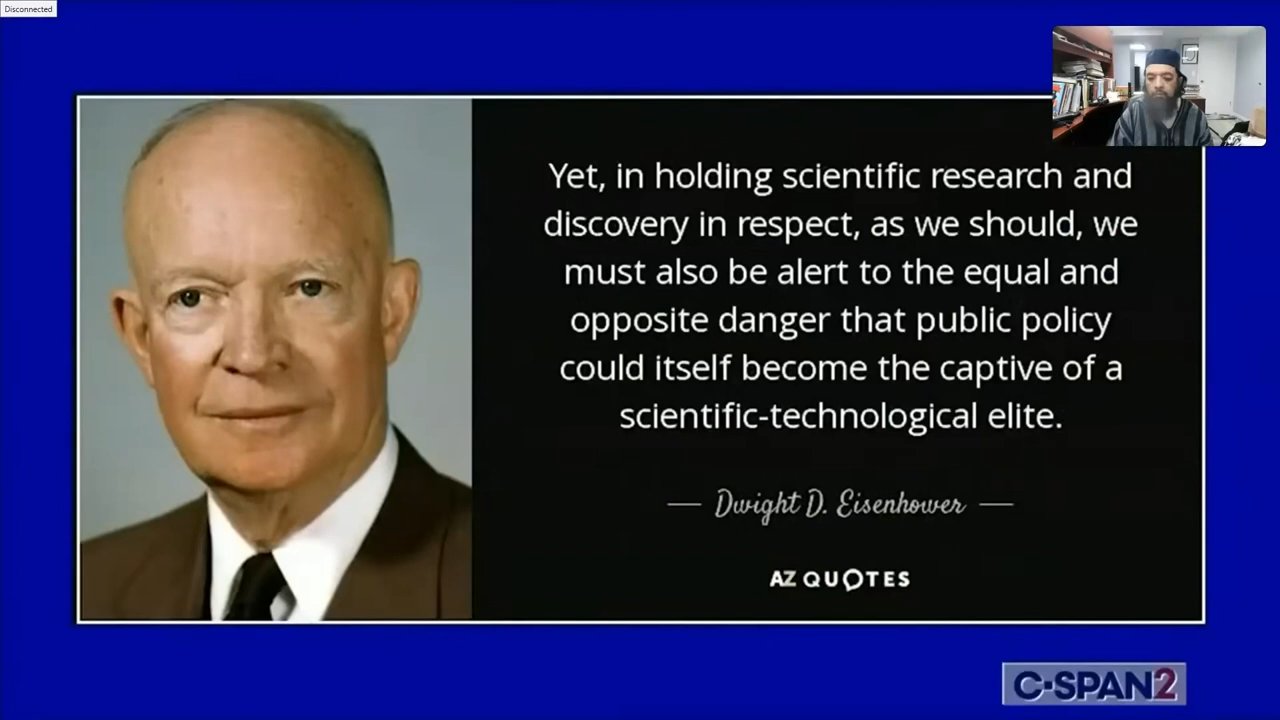 Disconnected
Yet, in holding scientific research and
discovery in respect, as we should, we
must also be alert to the equal and
opposite danger that public policy
could itself become the captive of a
scientific-technological elite.
— Dwight D. Eisenhower —
AZ QUOTES
C-SPAN2